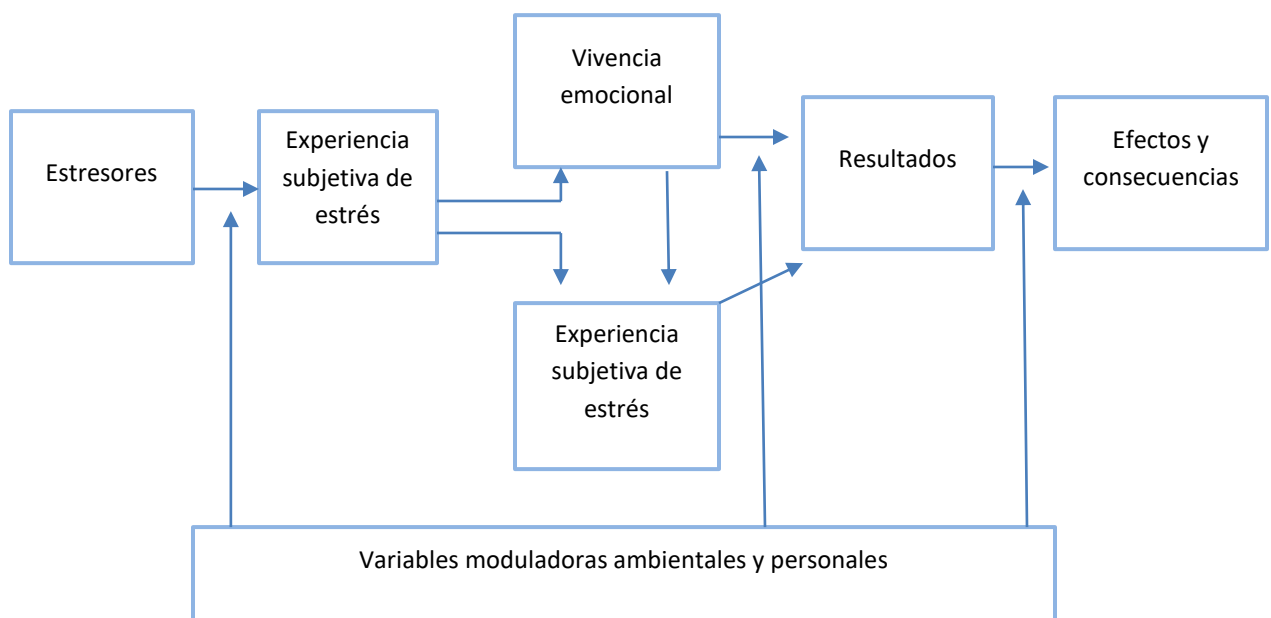 Estresores
Experiencia
subjetiva de
estrés
Vivencia
emocional
Experiencia
subjetiva de
estrés
Resultados
Efectos y
consecuencias
Variables moduladoras ambientales y personales